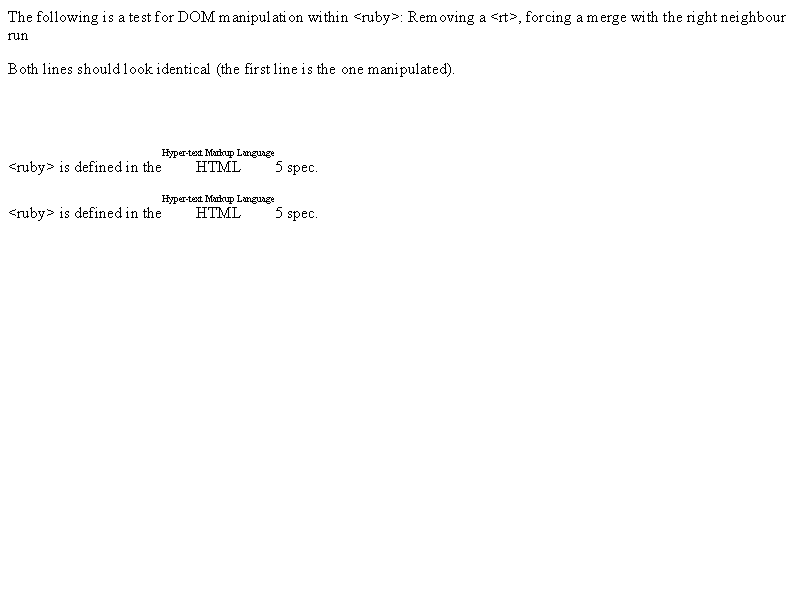 The following is a test for DOM manipulation within <ruby>: Removing a <rt>, forcing a merge with the right neighbour
run
Both lines should look identical (the first line is the one manipulated).
Hyper-text Markup Language
<ruby> is defined in the HTML 5 spec.
Hyper-text Markup Language
<ruby> is defined in the HTML 5 spec.